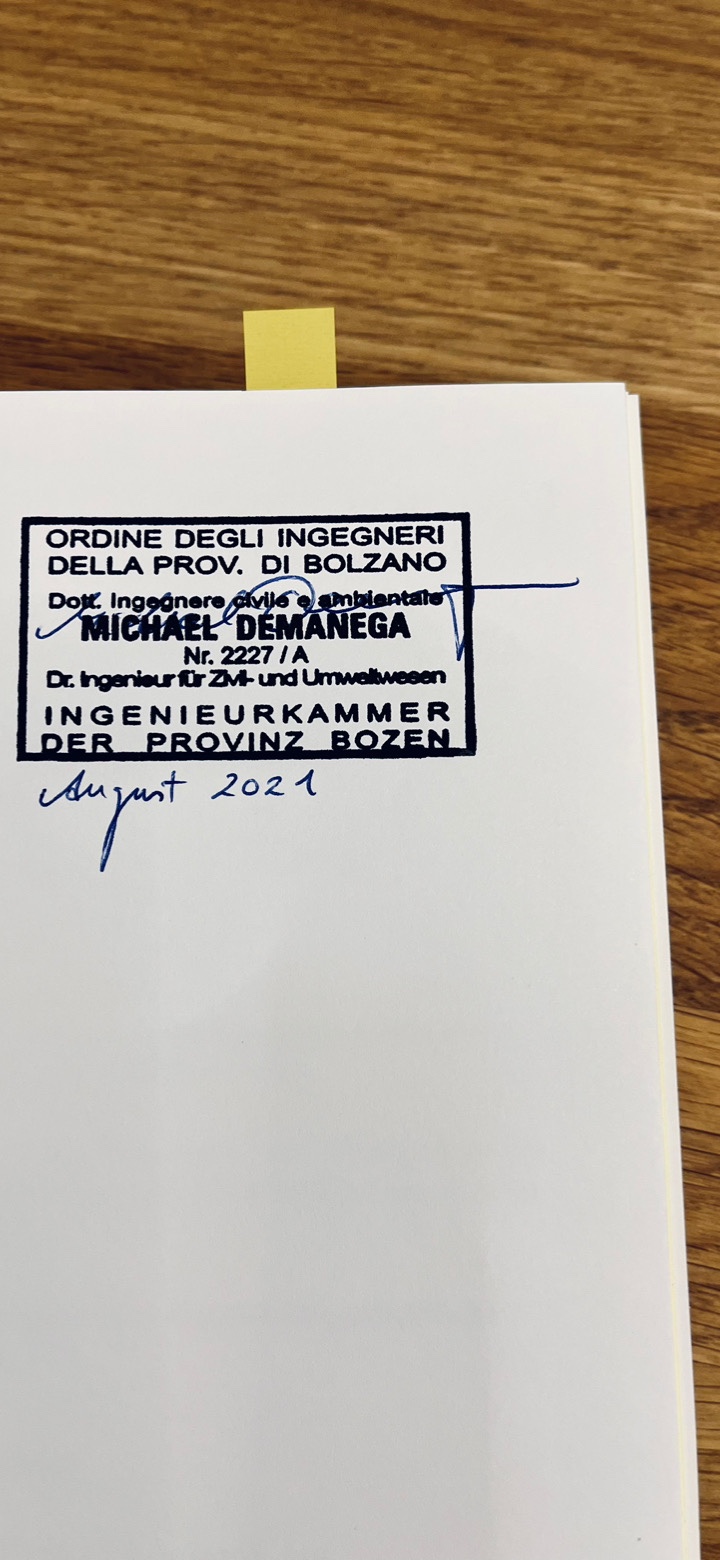 ORDINE DEGLI INGEGNERI
DELLA PROV. DI BOLZANO
Dott. Ingegnere civile e ambientale
MICHAEL DEMANEGA
Nr. 2227 / A
Dr. Ingenieur für Zivil- und Umweltwesen
INGENIEURKAMMER
DER PROVINZ BOZEN
August 2021